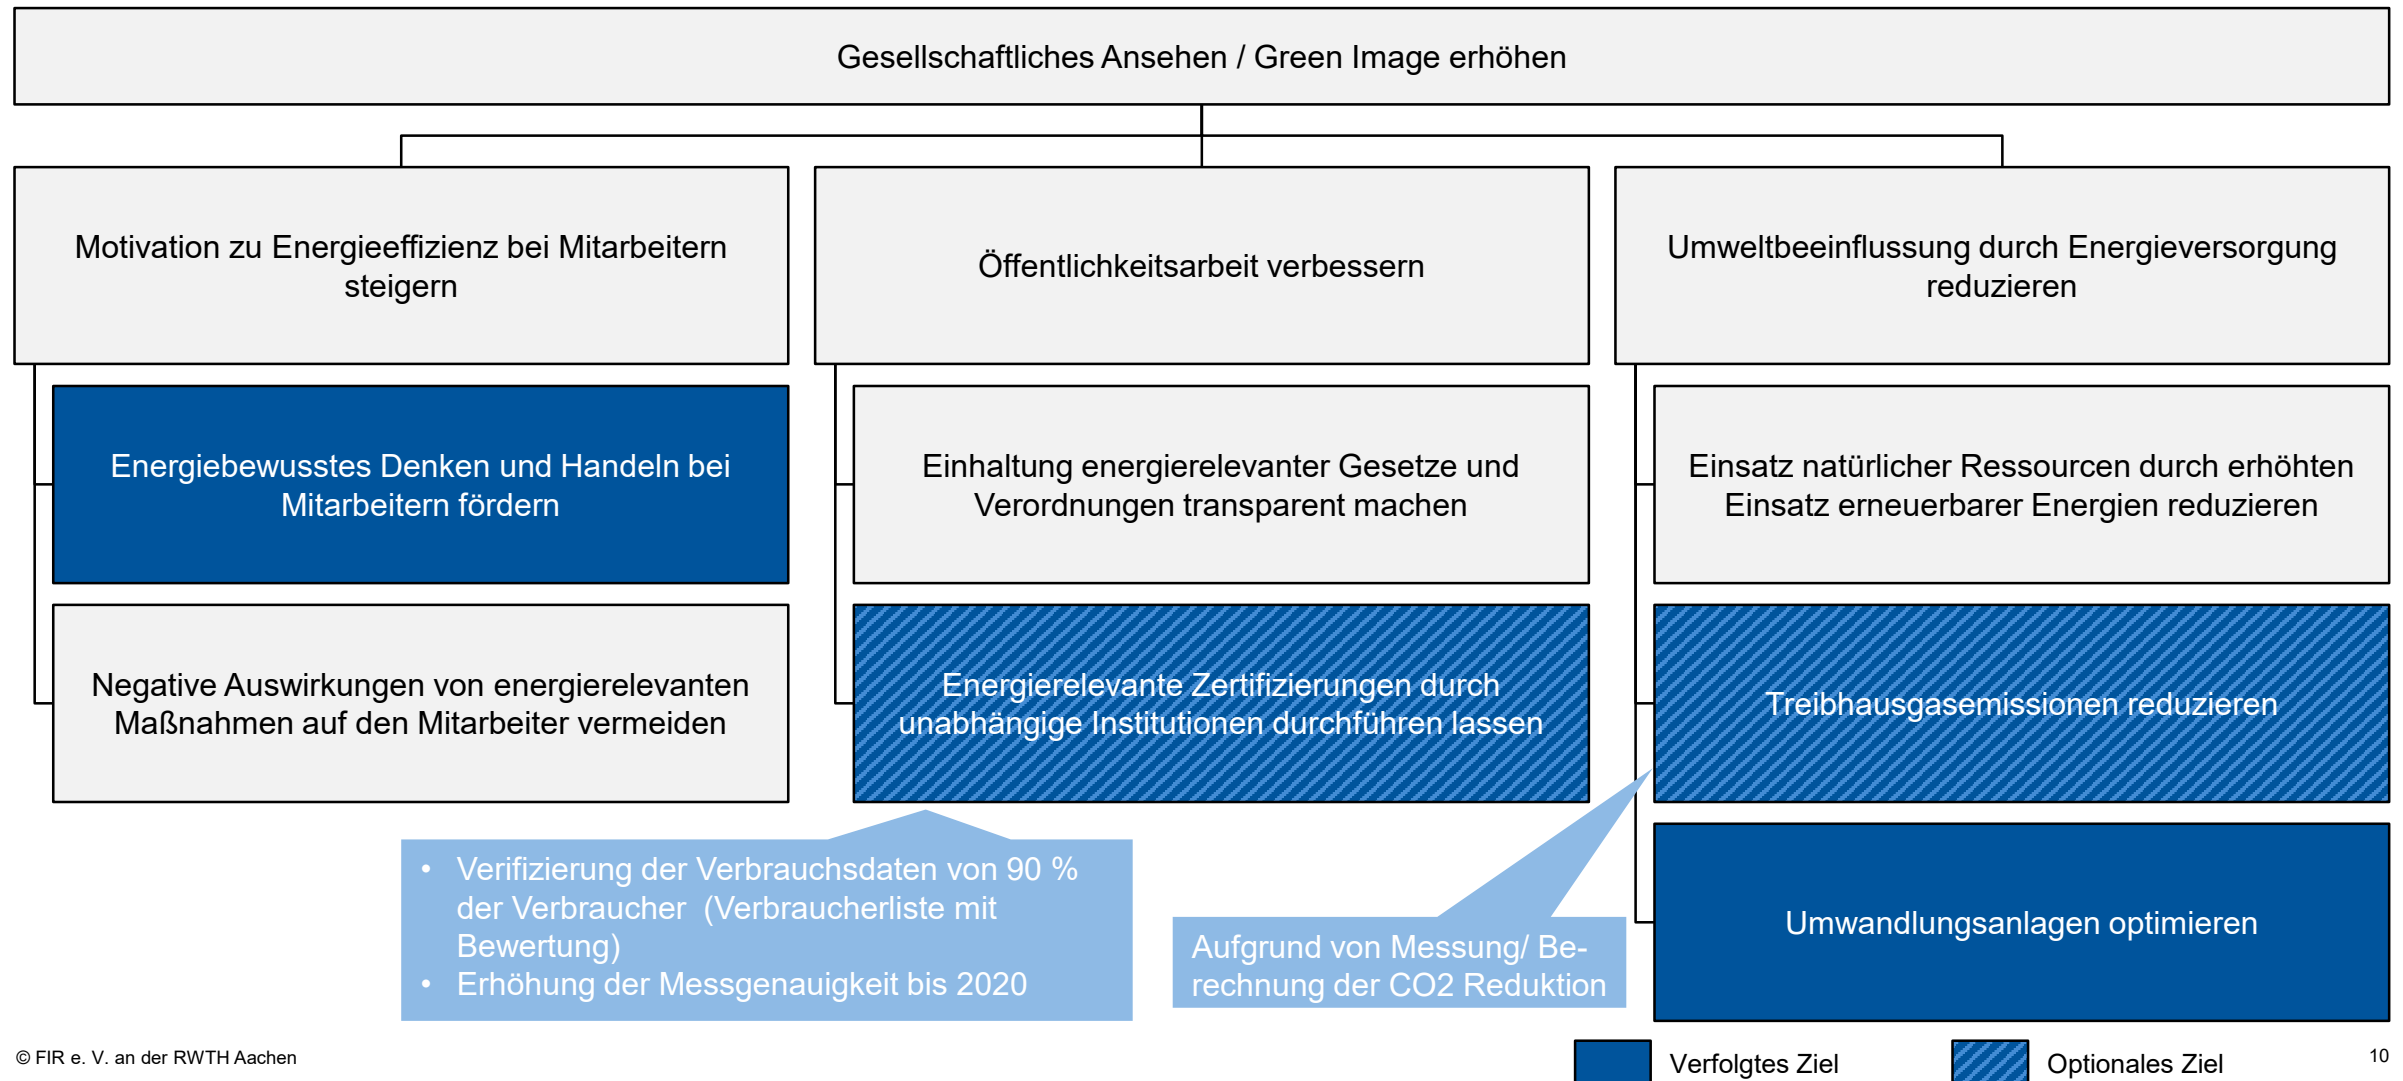 Gesellschaftliches Ansehen / Green Image erhöhen
Motivation zu Energieeffizienz bei Mitarbeitern
steigern
Öffentlichkeitsarbeit verbessern
Umweltbeeinflussung durch Energieversorgung
reduzieren
Energiebewusstes Denken und Handeln bei
Mitarbeitern fördern
Einhaltung energierelevanter Gesetze und
Verordnungen transparent machen
Einsatz natürlicher Ressourcen durch erhöhten
Einsatz erneuerbarer Energien reduzieren
Negative Auswirkungen von energierelevanten
Maßnahmen auf den Mitarbeiter vermeiden
Energierelevante Zertifizierungen durch
unabhängige Institutionen durchführen lassen
Treibhausgasemissionen reduzieren
• Verifizierung der Verbrauchsdaten von 90 %
der Verbraucher (Verbraucherliste mit
Bewertung)
• Erhöhung der Messgenauigkeit bis 2020
Aufgrund von Messung/ Be-
rechnung der CO2 Reduktion
Umwandlungsanlagen optimieren
© FIR e. V. an der RWTH Aachen
Verfolgtes Ziel
Optionales Ziel
10